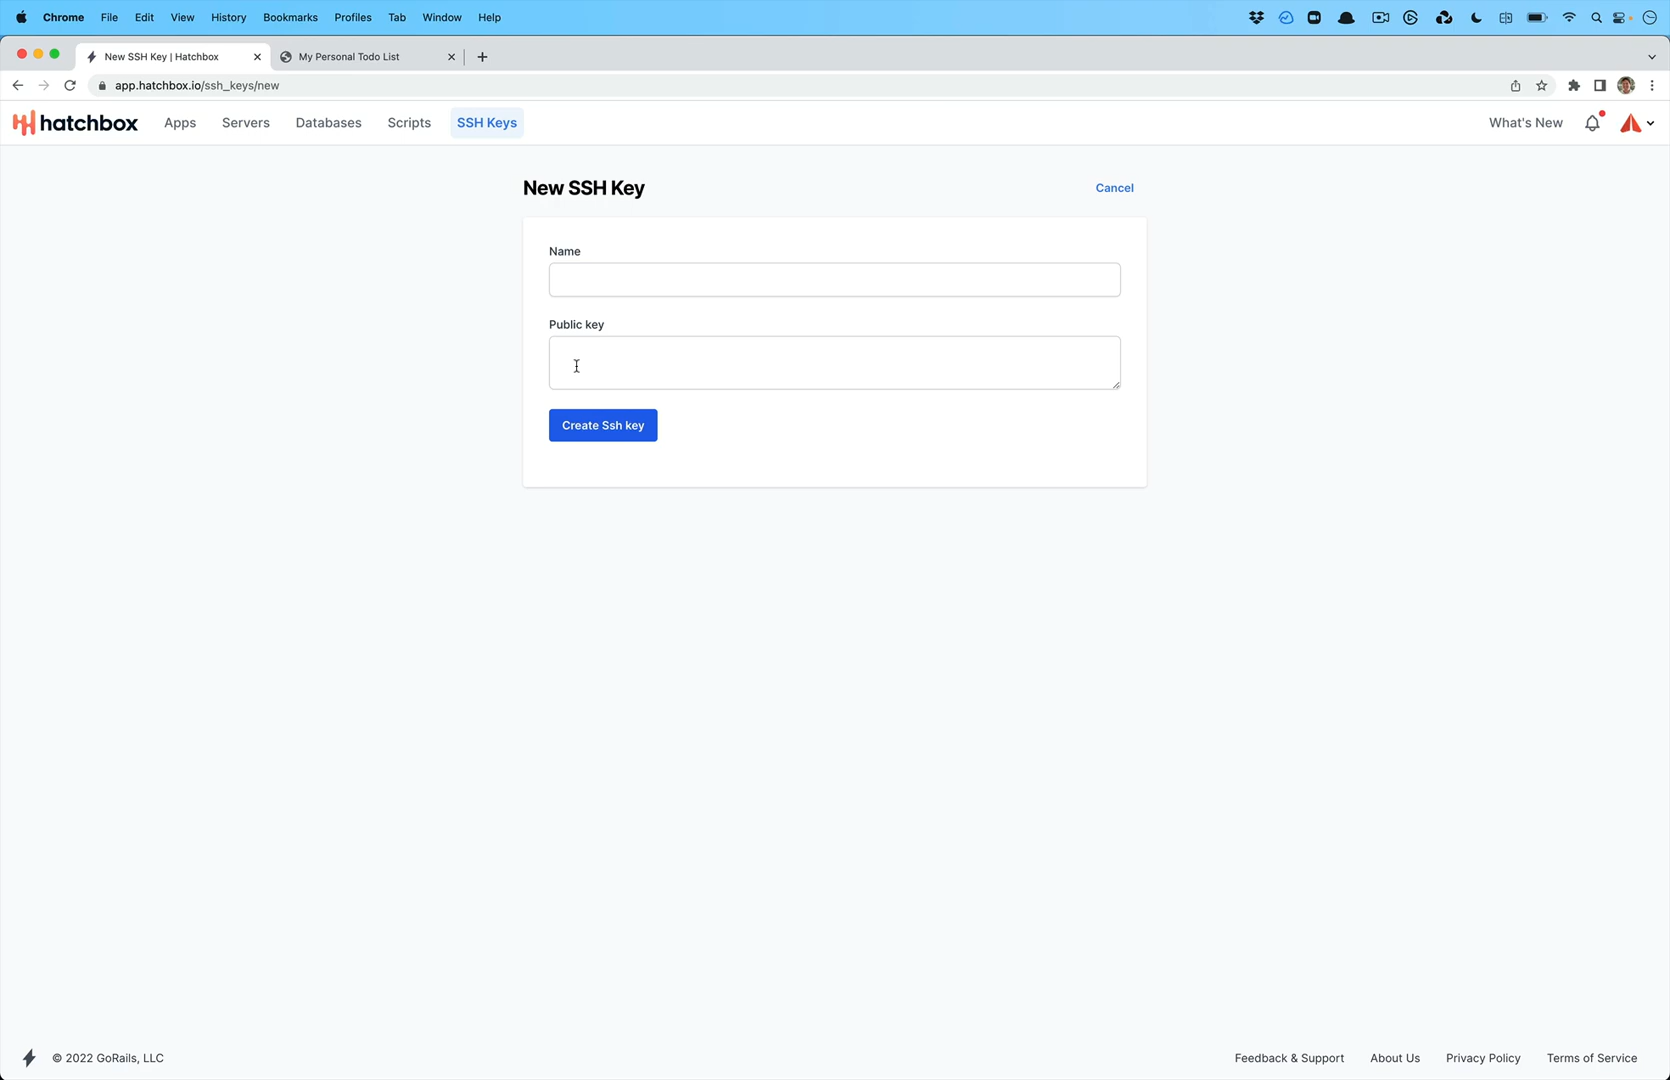 Chrome File Edit View History Bookmarks Profiles Tab Window Help
New SSH Key | Hatchbox
My Personal Todo List
app.hatchbox.io/ssh_keys/new
hatchbox Apps Servers Databases Scripts SSH Keys What's New
New SSH Key Cancel
Name
Public key
Create Ssh key
© 2022 GoRails, LLC Feedback & Support About Us Privacy Policy Terms of Service